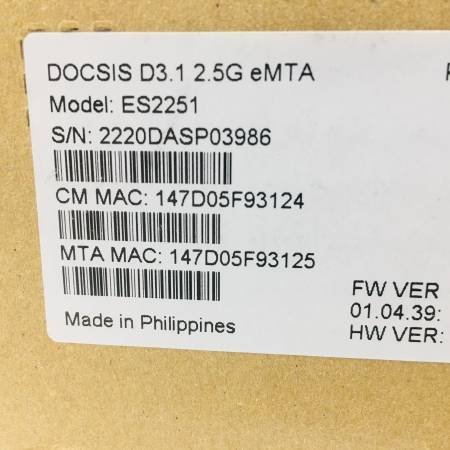 DOCSIS D3.1 2.5G eMTA
Model: ES2251
S/N: 2220DASP03986
CM MAC: 147D05F93124
MTA MAC: 147D05F93125
FW VER
01.04.39:
Made in Philippines
HW VER: